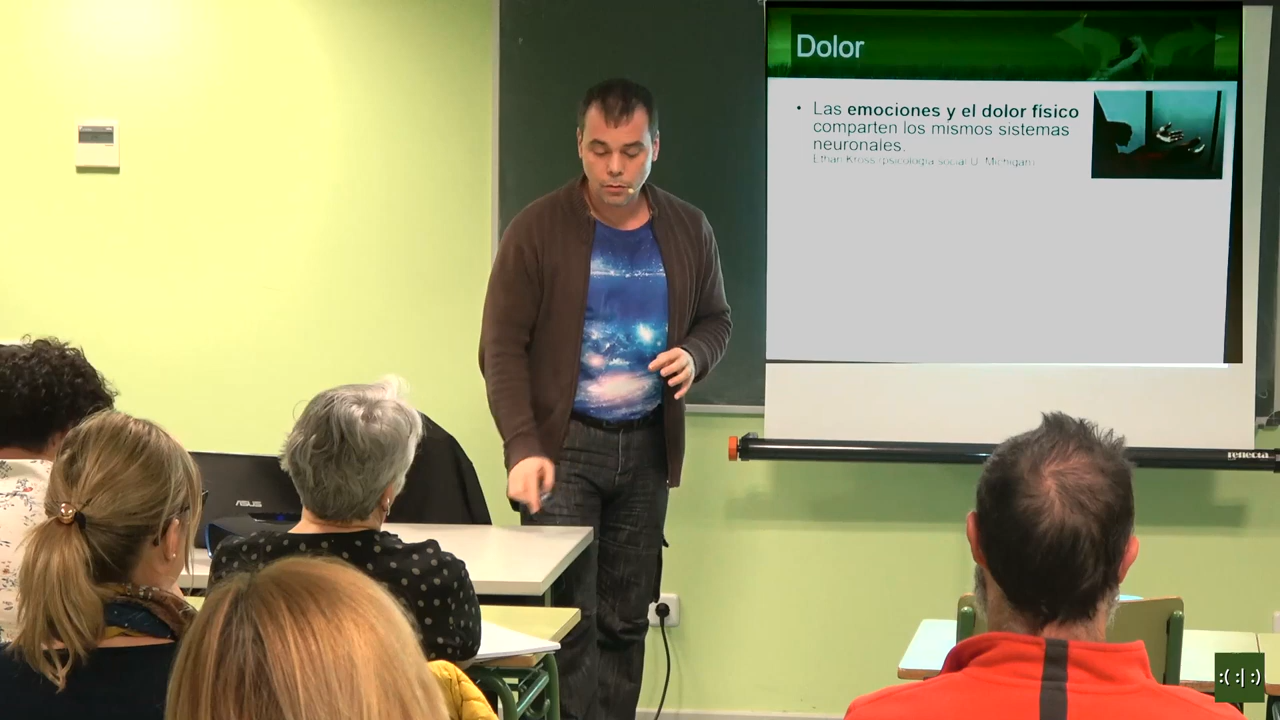 Dolor
• Las emociones y el dolor físico
comparten los mismos sistemas
neuronales.
Ethan Kross (psicología social U. Michigan)
ASUS
reflecta
:( :| :)